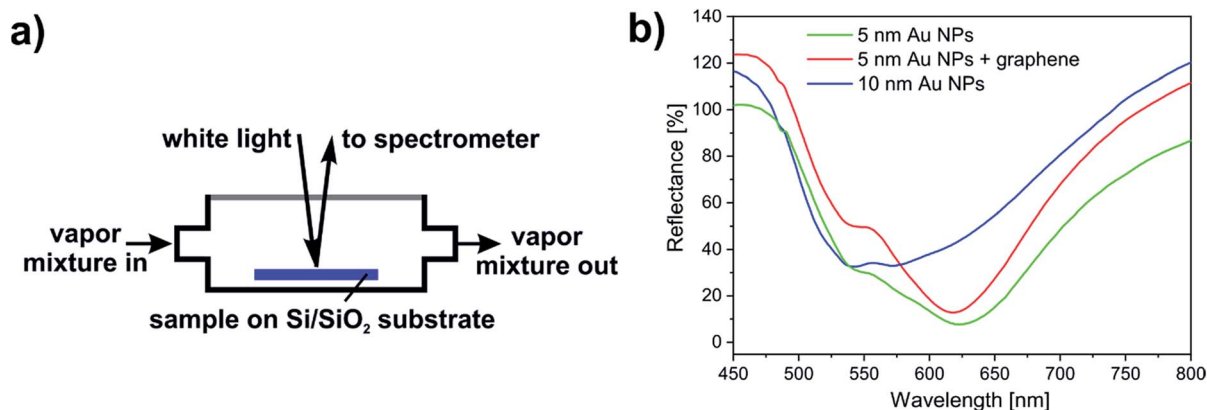 a)
white light
to spectrometer
vapor
mixture in
vapor
mixture out
sample on Si/SiO₂ substrate
b)
5 nm Au NPs
5 nm Au NPs + graphene
10 nm Au NPs
Reflectance [%]
140
120
100
80
60
40
20
0
450
500
550
600
650
700
750
800
Wavelength [nm]